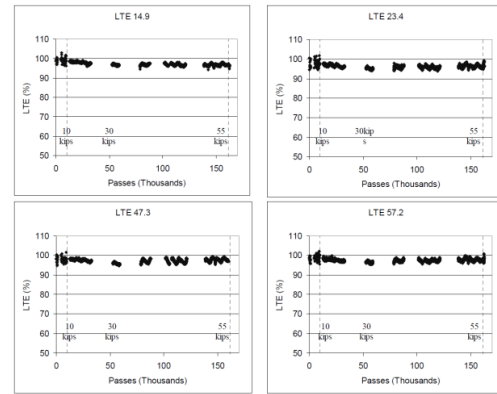 LTE 14.9
110
100
90
80
70
60
50
LTE (%)
10 kips
30 kips
55 kips
0 50 100 150
Passes (Thousands)
LTE 23.4
110
100
90
80
70
60
50
LTE (%)
10 kips
30kip
s
55 kips
0 50 100 150
Passes (Thousands)
LTE 47.3
110
100
90
80
70
60
50
LTE (%)
10 kips
30 kips
55 kips
0 50 100 150
Passes (Thousands)
LTE 57.2
110
100
90
80
70
60
50
LTE (%)
10 kips
30 kips
55 kips
0 50 100 150
Passes (Thousands)